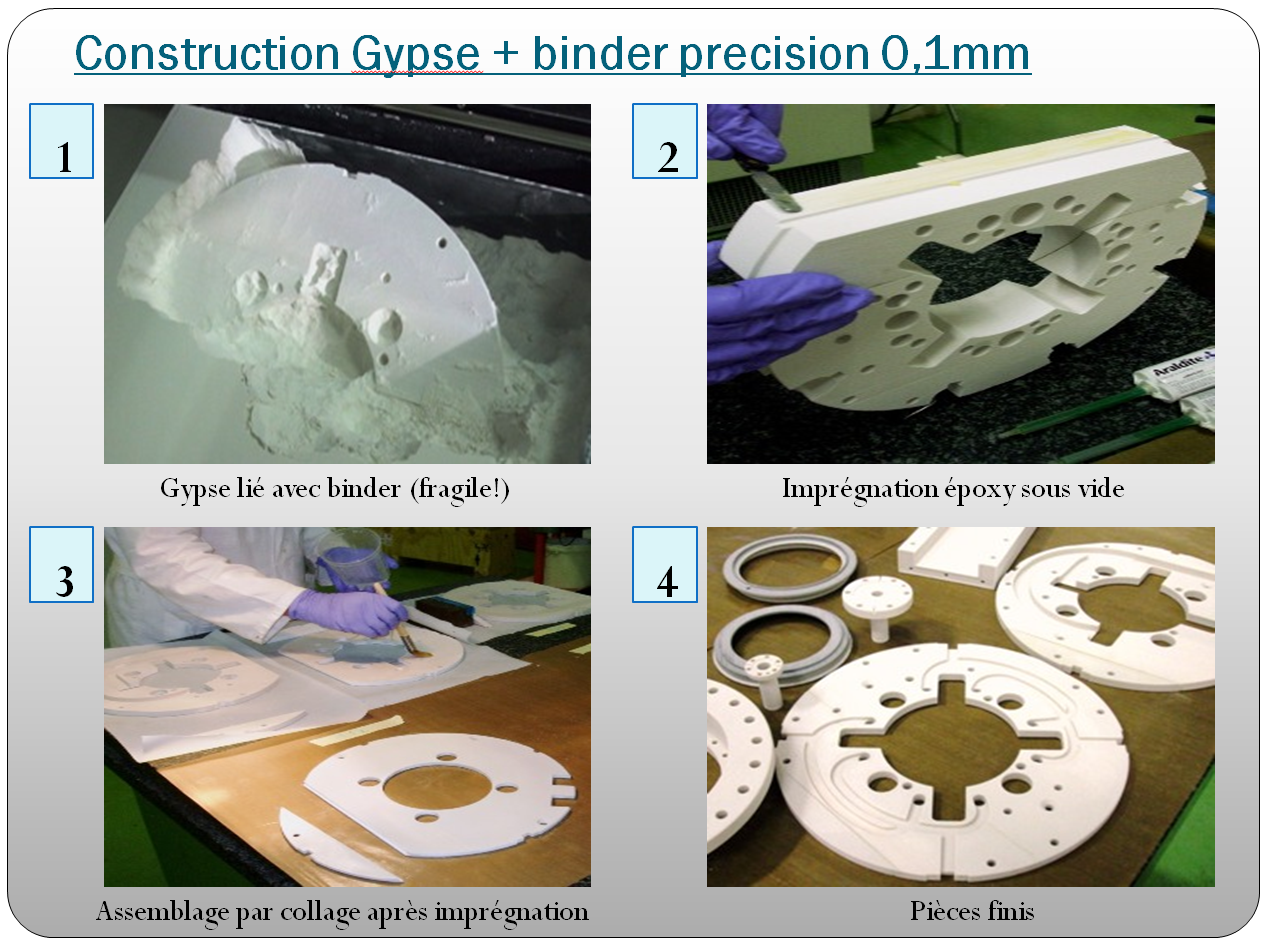 Construction Gypse + binder precision 0,1mm
1
2
Araldite
Gypse lié avec binder (fragile!)
Imprégnation époxy sous vide
3
4
Assemblage par collage après imprégnation
Pièces finis